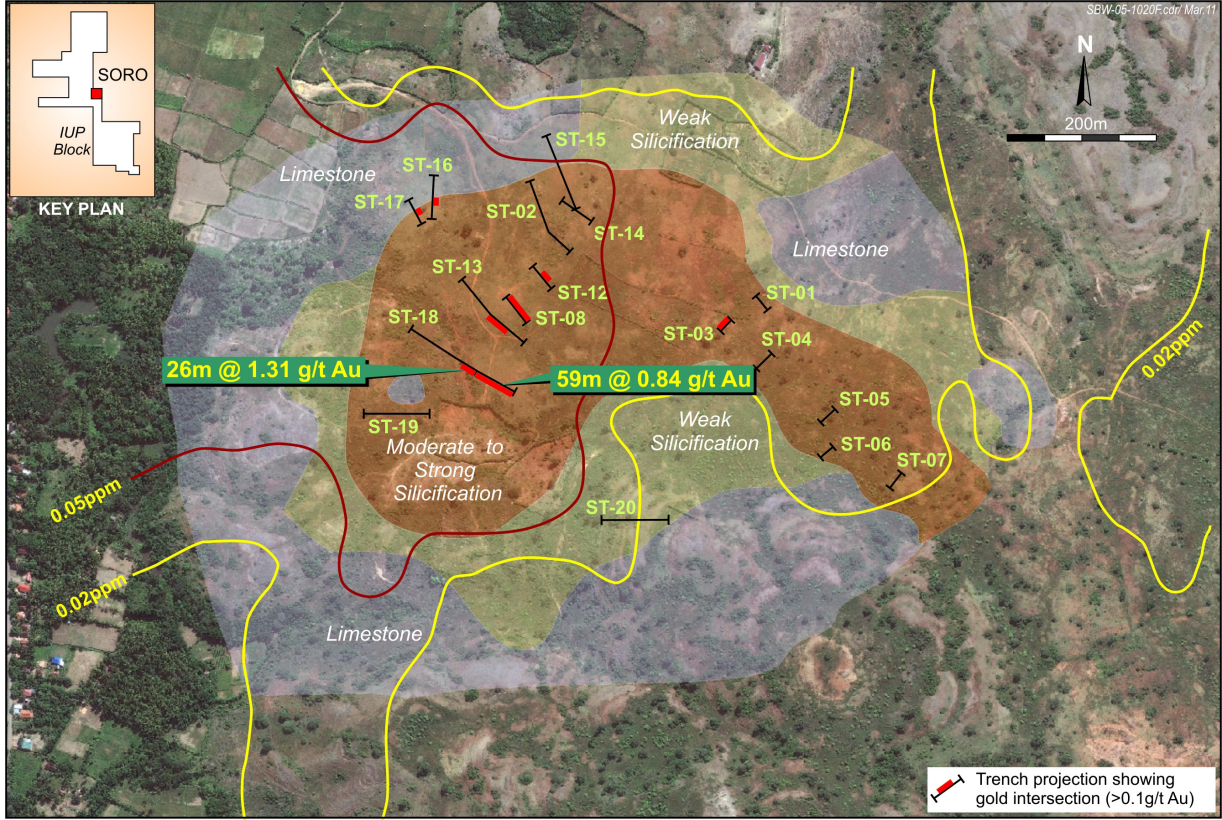 SBW-05-1020F.cdr/ Mar.11
SORO
IUP
Block
KEY PLAN
N
200m
Weak
Silicification
Limestone
ST-15
ST-16
ST-17
ST-02
ST-14
Limestone
ST-13
ST-12
ST-01
ST-18
ST-08
ST-03
ST-04
26m @ 1.31 g/t Au
59m @ 0.84 g/t Au
0.02ppm
ST-05
ST-19
Weak
Silicification
Moderate to
Strong
Silicification
ST-06
ST-07
0.05ppm
ST-20
0.02ppm
Limestone
Trench projection showing
gold intersection (>0.1g/t Au)